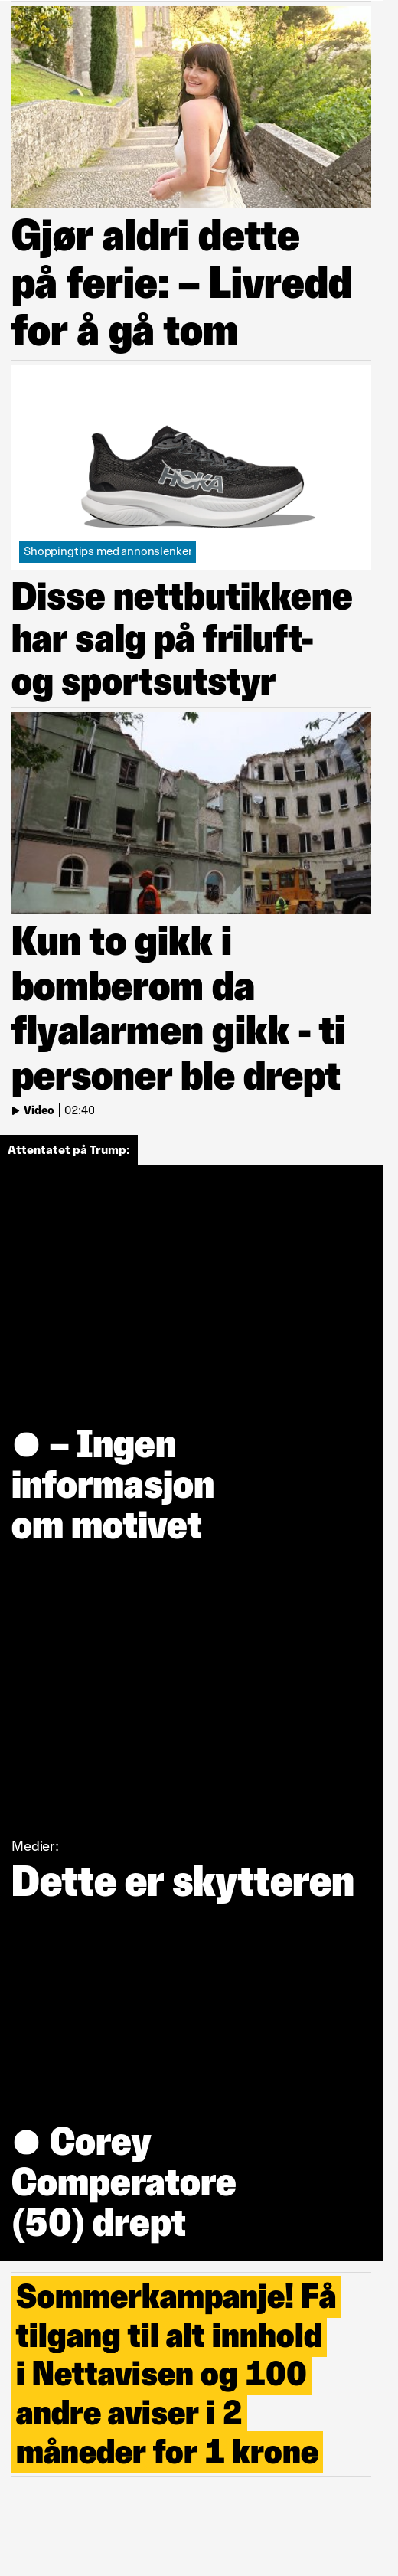 Gjør aldri dette
på ferie: – Livredd
for å gå tom
HOKA
Shoppingtips med annonslenker
Disse nettbutikkene
har salg på friluft-
og sportsutstyr
Kun to gikk i
bomberom da
flyalarmen gikk - ti
personer ble drept
Video | 02:40
Attentatet på Trump:
● – Ingen
informasjon
om motivet
Medier:
Dette er skytteren
● Corey
Comperatore
(50) drept
Sommerkampanje! Få
tilgang til alt innhold
i Nettavisen og 100
andre aviser i 2
måneder for 1 krone